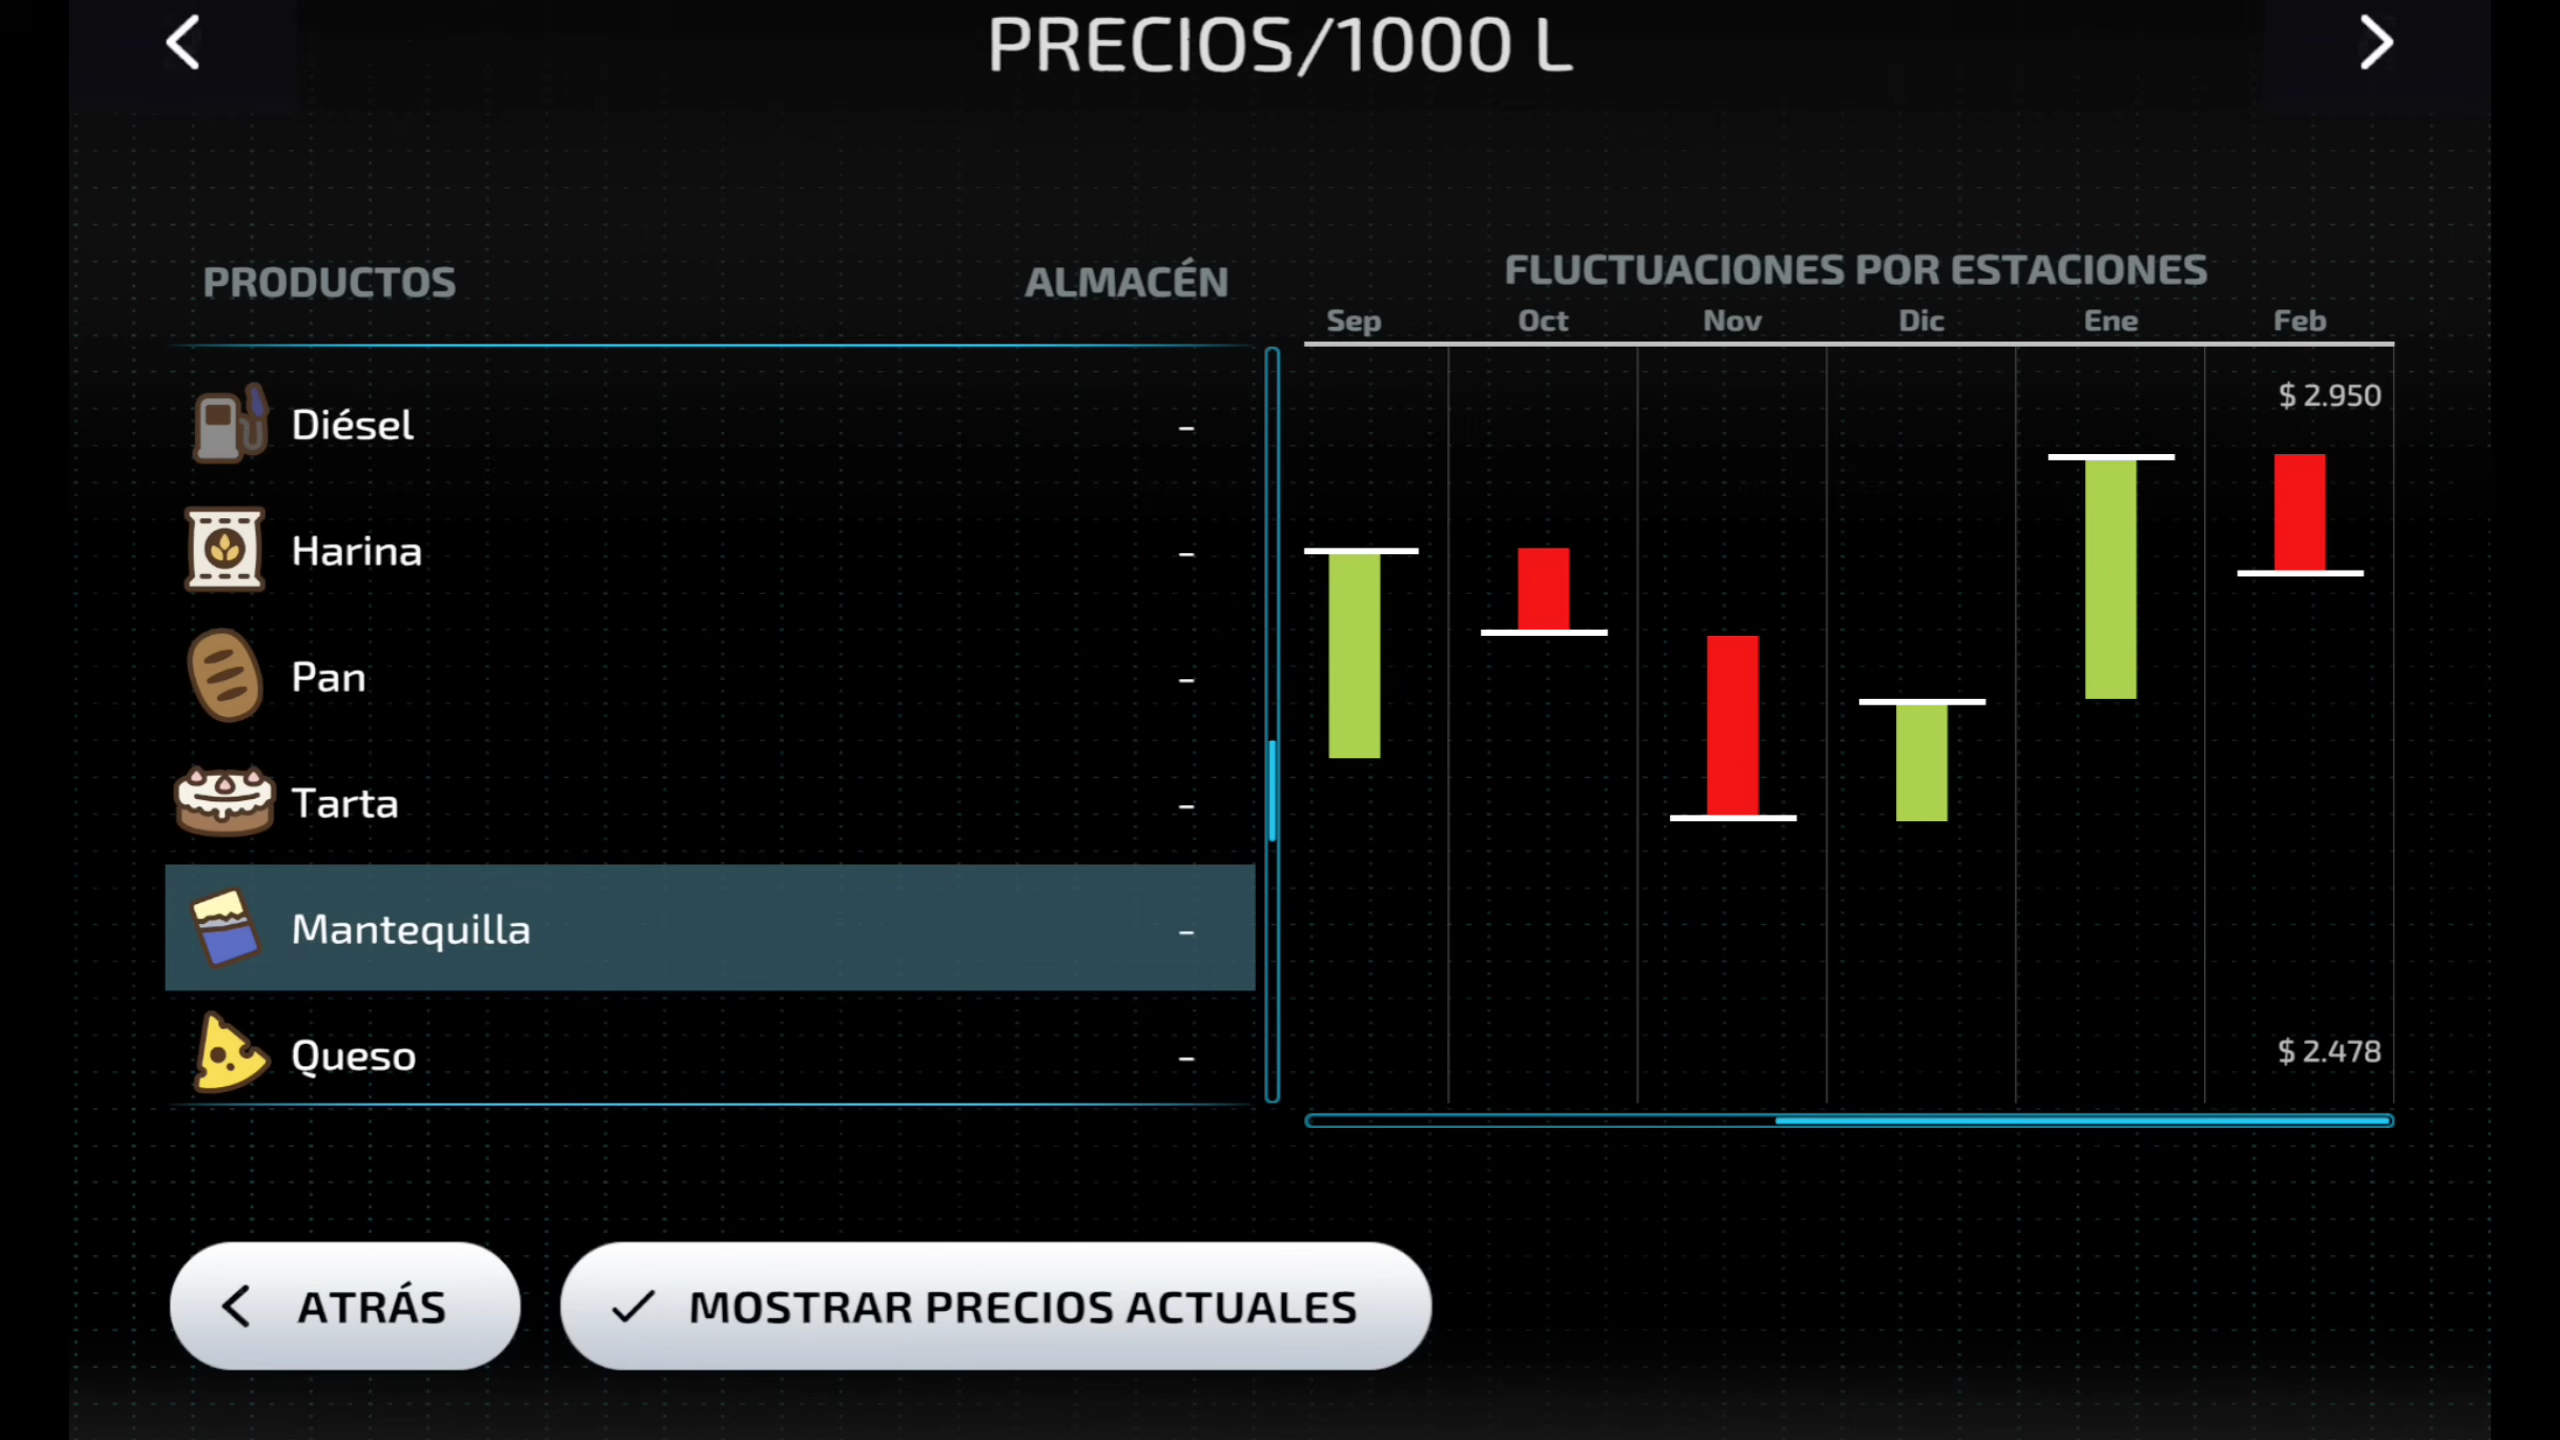 PRECIOS/1000 L
PRODUCTOS
ALMACÉN
Diésel -
Harina -
Pan -
Tarta -
Mantequilla -
Queso -
FLUCTUACIONES POR ESTACIONES
Sep Oct Nov Dic Ene Feb
$ 2.950
$ 2.478
ATRÁS
MOSTRAR PRECIOS ACTUALES